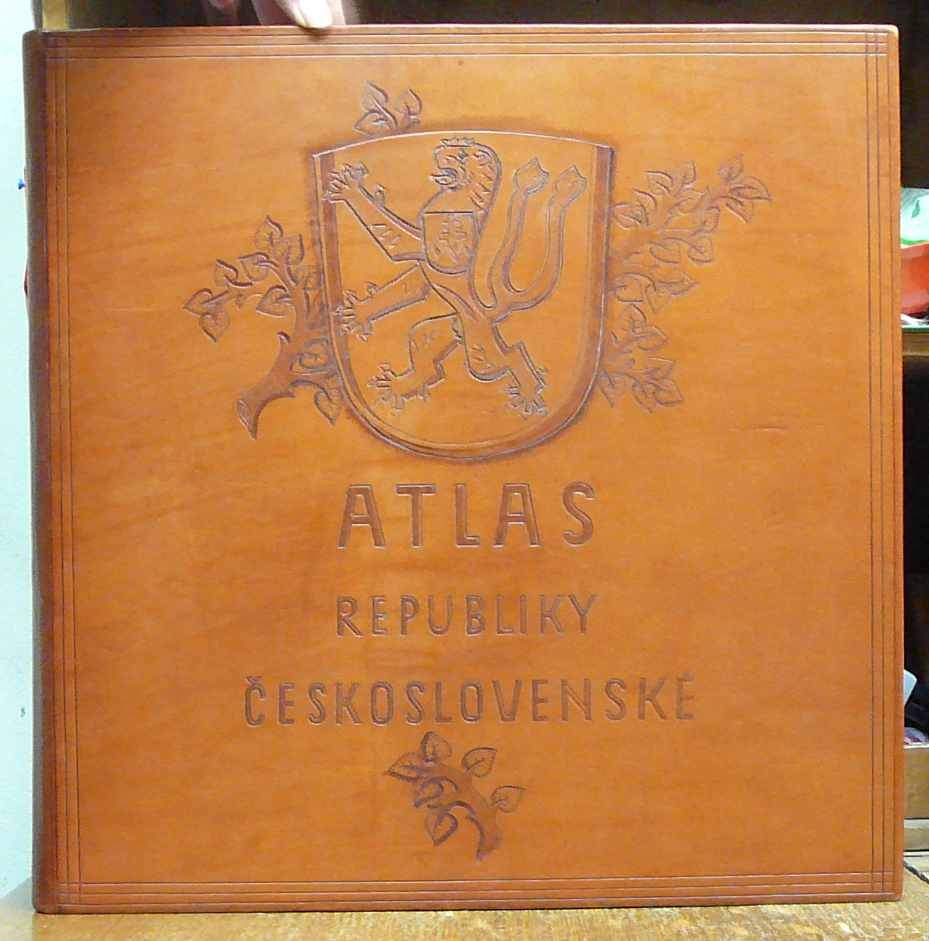 ATLAS
REPUBLIKY
ČESKOSLOVENSKÉ